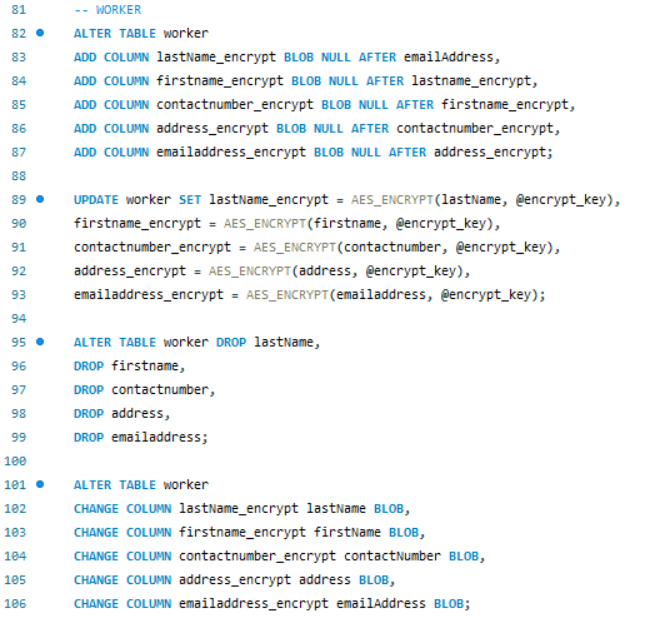 81 -- WORKER
82 ALTER TABLE worker
83 ADD COLUMN lastName_encrypt BLOB NULL AFTER emailAddress,
84 ADD COLUMN firstname_encrypt BLOB NULL AFTER lastname_encrypt,
85 ADD COLUMN contactnumber_encrypt BLOB NULL AFTER firstname_encrypt,
86 ADD COLUMN address_encrypt BLOB NULL AFTER contactnumber_encrypt,
87 ADD COLUMN emailaddress_encrypt BLOB NULL AFTER address_encrypt;
88
89 UPDATE worker SET lastName_encrypt = AES_ENCRYPT(lastName, @encrypt_key),
90 firstname_encrypt = AES_ENCRYPT(firstname, @encrypt_key),
91 contactnumber_encrypt = AES_ENCRYPT(contactnumber, @encrypt_key),
92 address_encrypt = AES_ENCRYPT(address, @encrypt_key),
93 emailaddress_encrypt = AES_ENCRYPT(emailaddress, @encrypt_key);
94
95 ALTER TABLE worker DROP lastName,
96 DROP firstname,
97 DROP contactnumber,
98 DROP address,
99 DROP emailaddress;
100
101 ALTER TABLE worker
102 CHANGE COLUMN lastName_encrypt lastName BLOB,
103 CHANGE COLUMN firstname_encrypt firstName BLOB,
104 CHANGE COLUMN contactnumber_encrypt contactNumber BLOB,
105 CHANGE COLUMN address_encrypt address BLOB,
106 CHANGE COLUMN emailaddress_encrypt emailAddress BLOB;